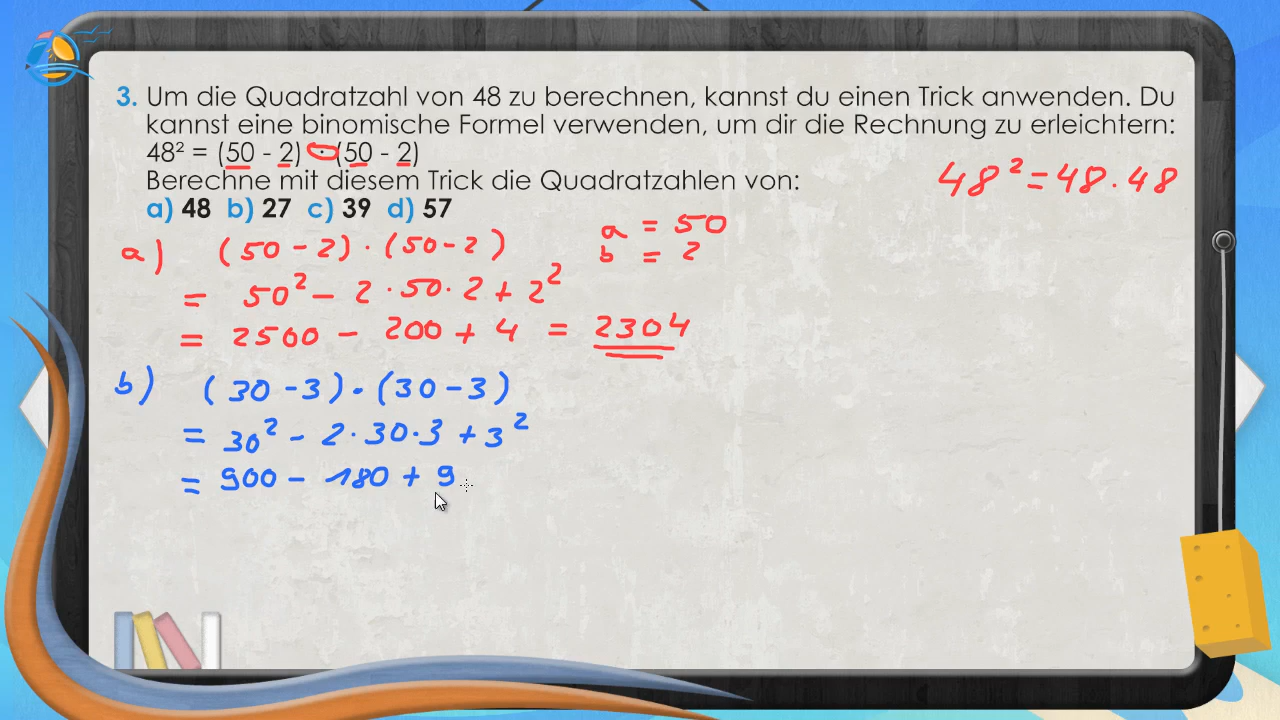 3. Um die Quadratzahl von 48 zu berechnen, kannst du einen Trick anwenden. Du
kannst eine binomische Formel verwenden, um dir die Rechnung zu erleichtern:
48² = (50 - 2) · (50 - 2)
48² = 48 · 48
Berechne mit diesem Trick die Quadratzahlen von:
a) 48 b) 27 c) 39 d) 57
a) (50 - 2) · (50 - 2)
a = 50
b = 2
= 50² - 2 · 50 · 2 + 2²
= 2500 - 200 + 4 = 2304
b) (30 - 3) · (30 - 3)
= 30² - 2 · 30 · 3 + 3²
= 900 - 180 + 9